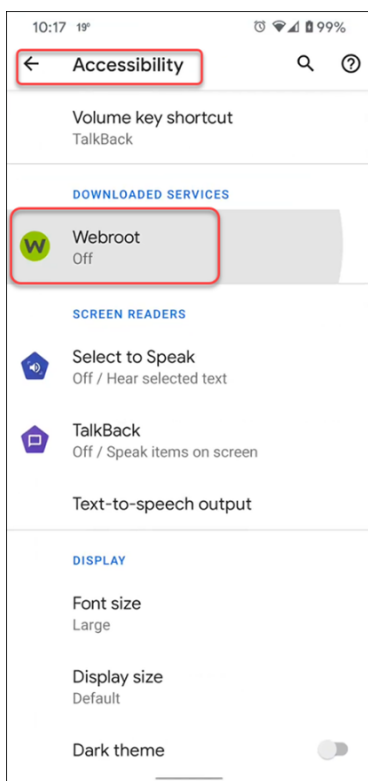 10:17 19° 99%
Accessibility
Volume key shortcut
TalkBack
DOWNLOADED SERVICES
W
Webroot
Off
SCREEN READERS
Select to Speak
Off / Hear selected text
TalkBack
Off / Speak items on screen
Text-to-speech output
DISPLAY
Font size
Large
Display size
Default
Dark theme